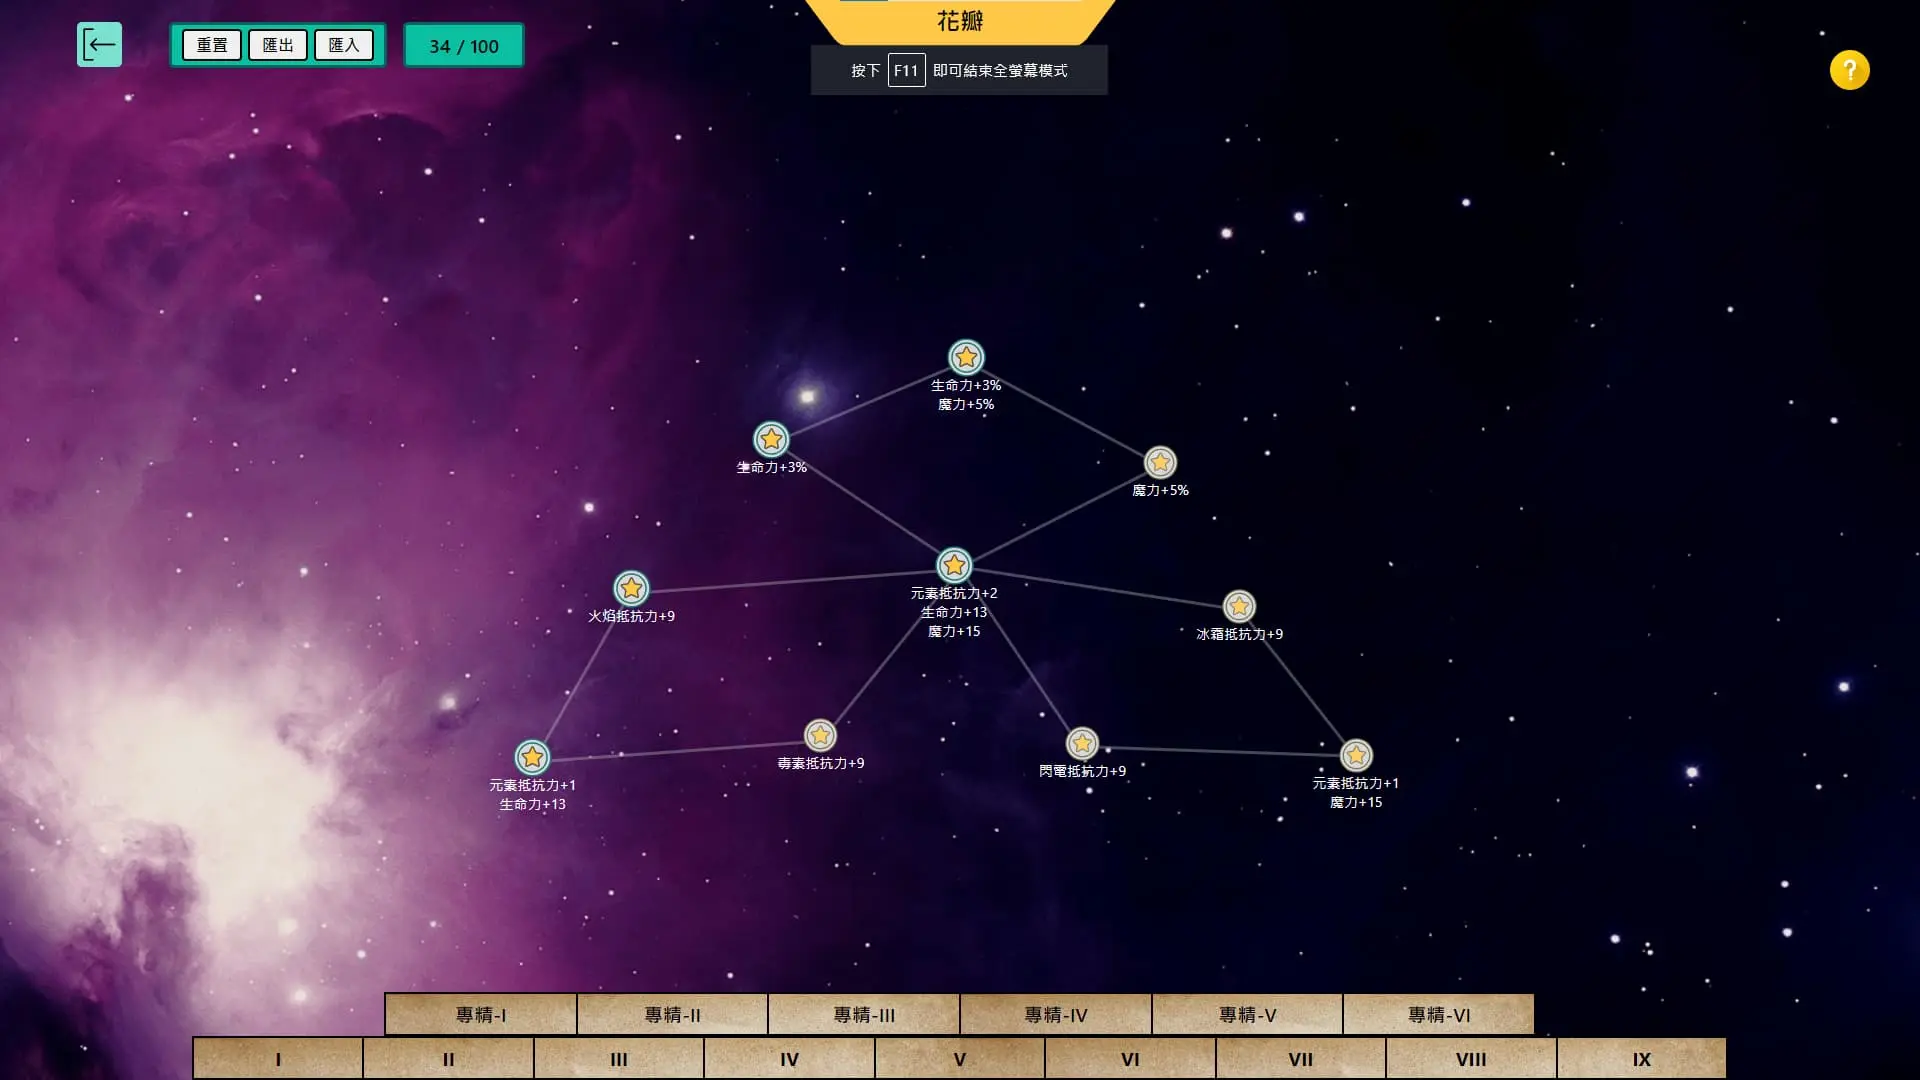 花瓣
重置 匯出 匯入 34 / 100
按下 F11 即可結束全螢幕模式
?
生命力+3%
魔力+5%
生命力+3%
魔力+5%
元素抵抗力+2
生命力+13
魔力+15
火焰抵抗力+9
冰霜抵抗力+9
毒素抵抗力+9
閃電抵抗力+9
元素抵抗力+1
生命力+13
元素抵抗力+1
魔力+15
專精-I 專精-II 專精-III 專精-IV 專精-V 專精-VI
I II III IV V VI VII VIII IX